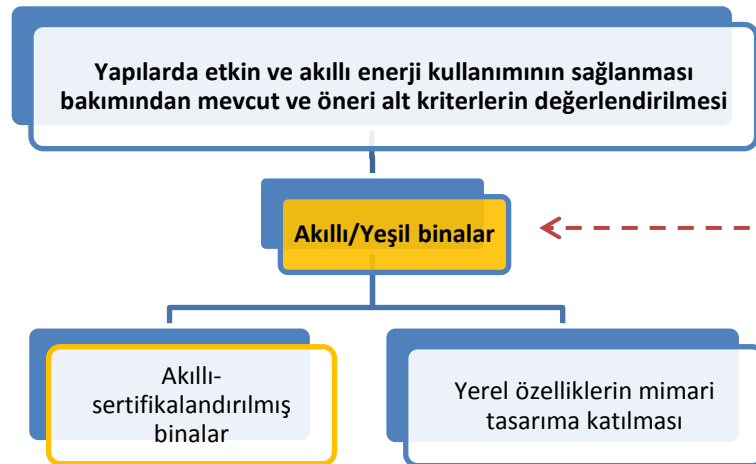 Yapılarda etkin ve akıllı enerji kullanımının sağlanması
bakımından mevcut ve öneri alt kriterlerin değerlendirilmesi
Akıllı/Yeşil binalar
Akıllı-
sertifikalandırılmış
binalar
Yerel özelliklerin mimari
tasarıma katılması